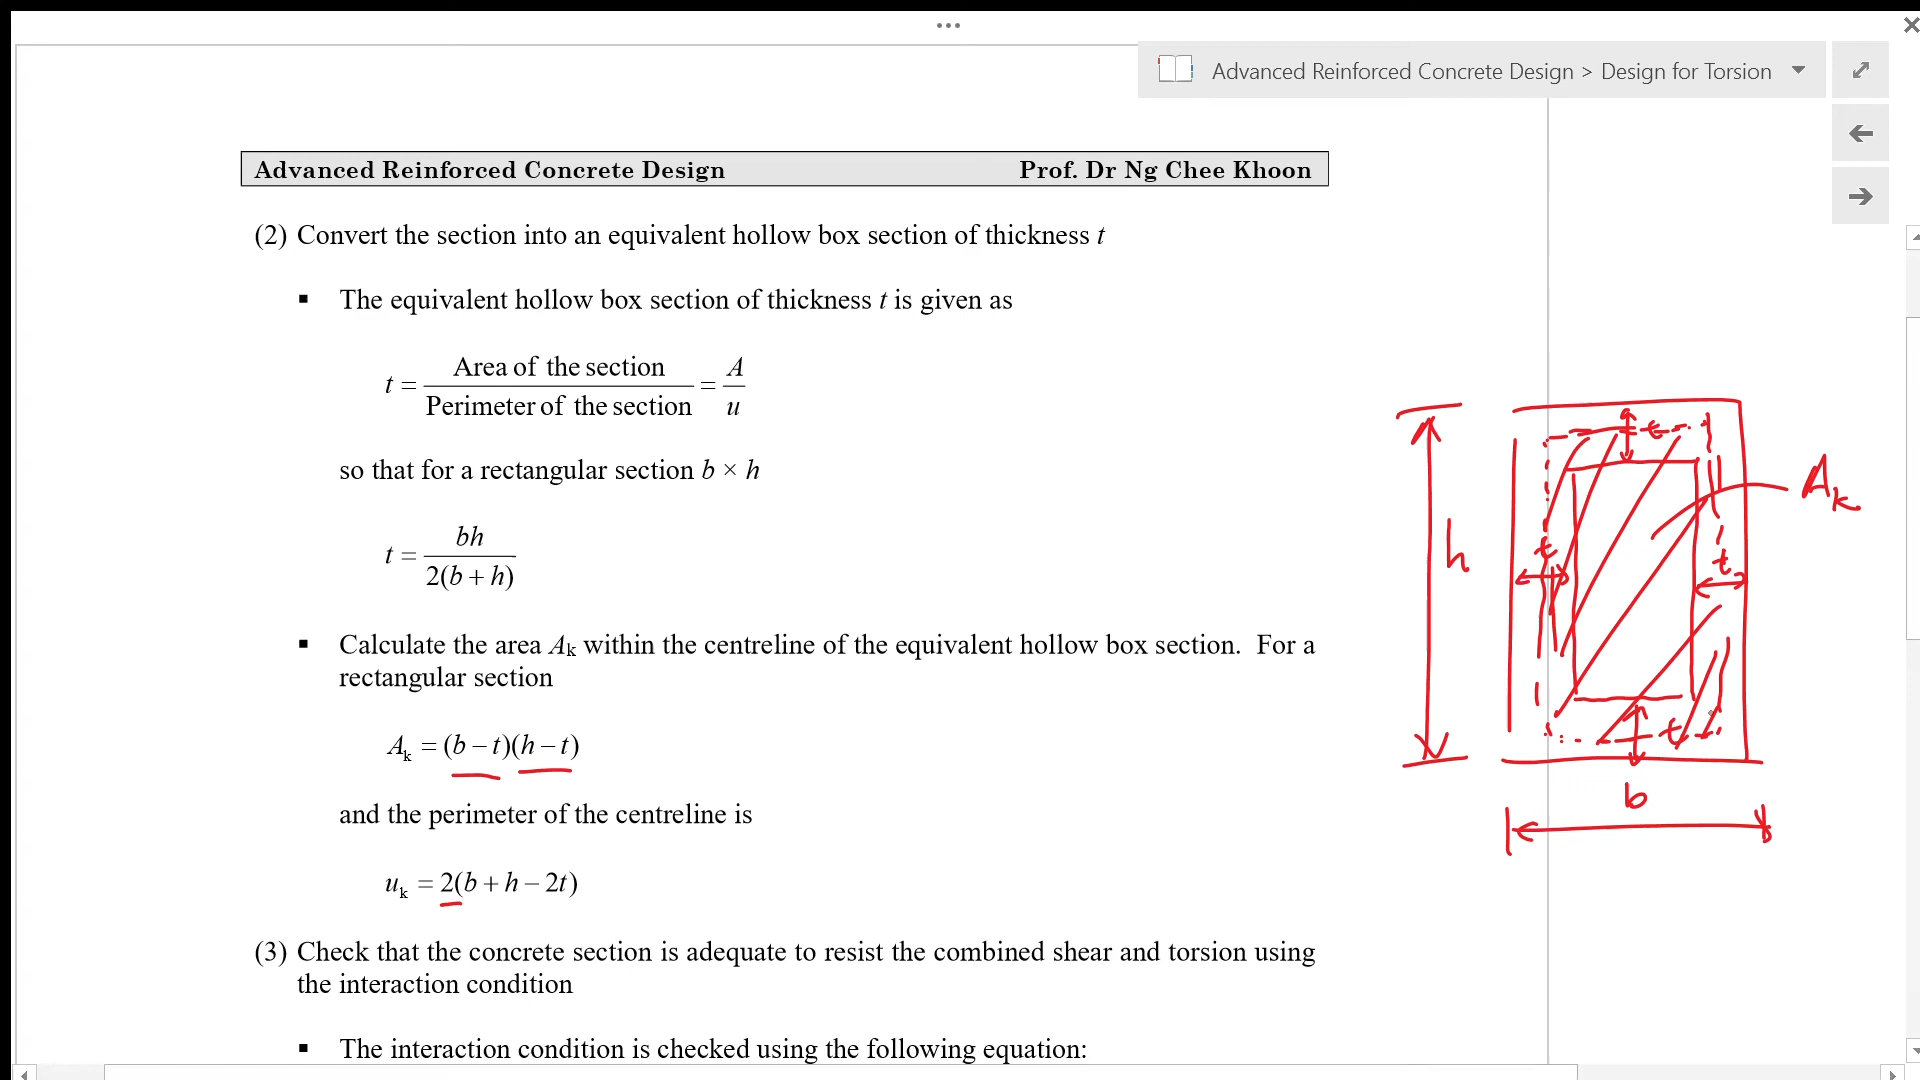 Advanced Reinforced Concrete Design > Design for Torsion
Advanced Reinforced Concrete Design Prof. Dr Ng Chee Khoon
(2) Convert the section into an equivalent hollow box section of thickness t
▪ The equivalent hollow box section of thickness t is given as
t = Area of the section / Perimeter of the section = A / u
so that for a rectangular section b × h
t = bh / 2(b + h)
▪ Calculate the area Ak within the centreline of the equivalent hollow box section. For a
rectangular section
Ak = (b − t)(h − t)
and the perimeter of the centreline is
uk = 2(b + h − 2t)
(3) Check that the concrete section is adequate to resist the combined shear and torsion using
the interaction condition
▪ The interaction condition is checked using the following equation:
t
Ak
h
t
t
t
b